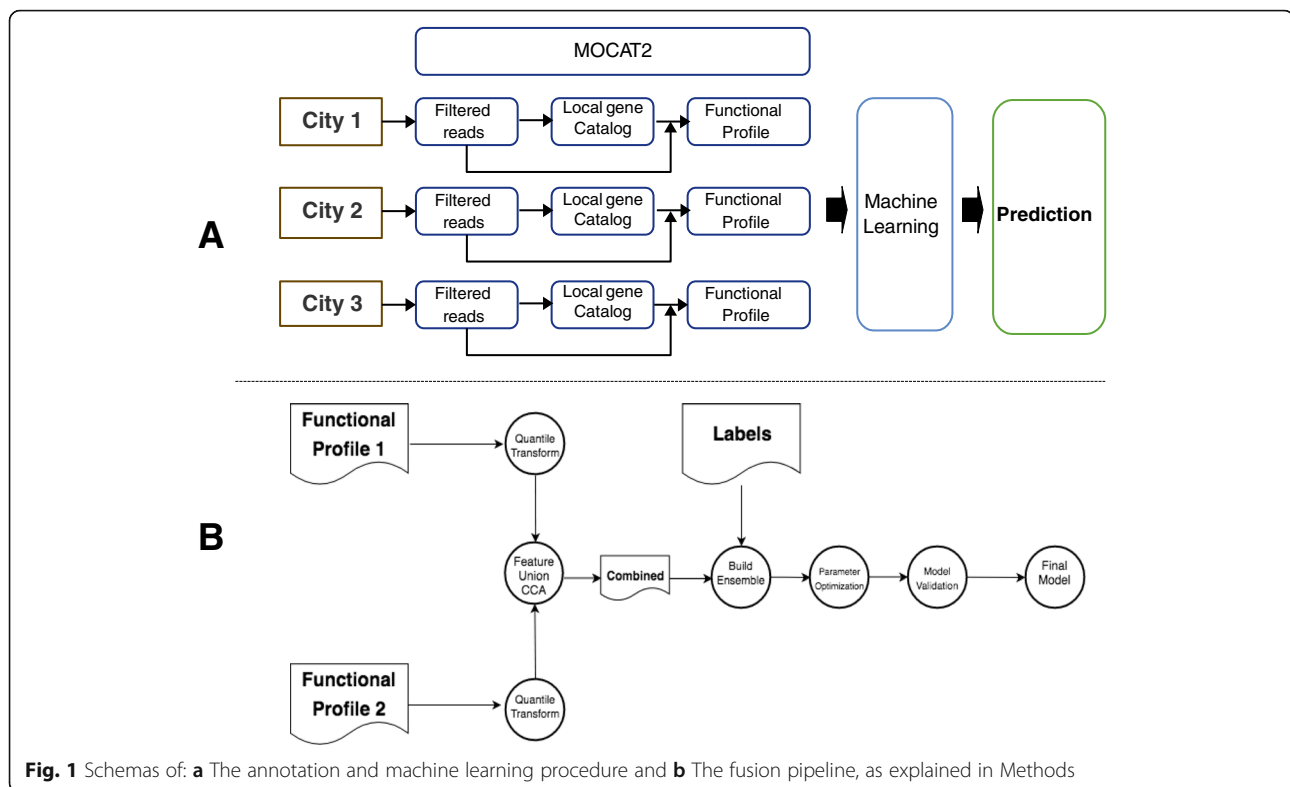 MOCAT2
City 1
Filtered
reads
Local gene
Catalog
Functional
Profile
City 2
Filtered
reads
Local gene
Catalog
Functional
Profile
City 3
Filtered
reads
Local gene
Catalog
Functional
Profile
Machine
Learning
Prediction
A
Functional
Profile 1
Quantile
Transform
Labels
B
Feature
Union
CCA
Combined
Build
Ensemble
Parameter
Optimization
Model
Validation
Final
Model
Functional
Profile 2
Quantile
Transform
Fig. 1 Schemas of: a The annotation and machine learning procedure and b The fusion pipeline, as explained in Methods